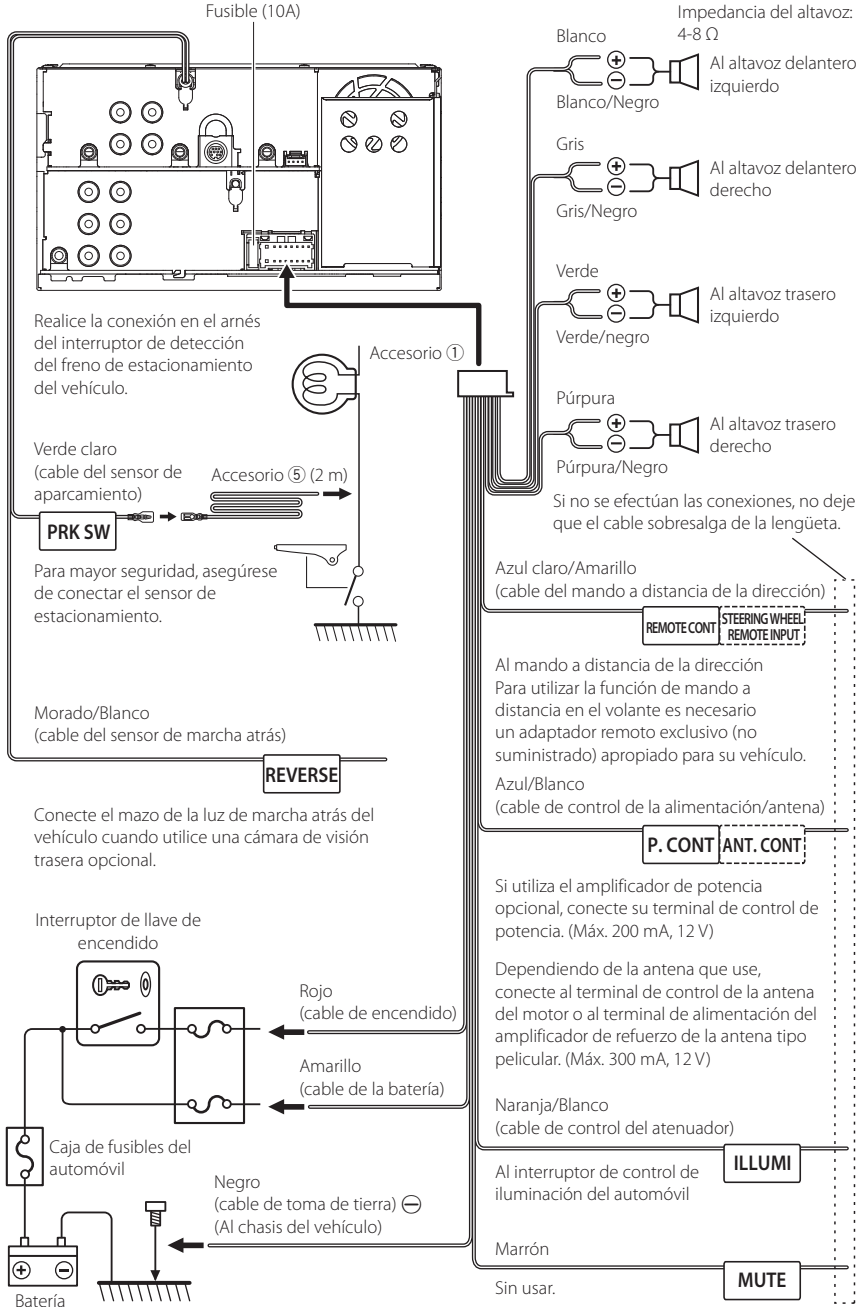 Fusible (10A)
Impedancia del altavoz:
4-8 Ω
Blanco
⊕
⊖
Al altavoz delantero
izquierdo
Blanco/Negro
Gris
⊕
⊖
Al altavoz delantero
derecho
Gris/Negro
Verde
⊕
⊖
Al altavoz trasero
izquierdo
Verde/negro
Púrpura
⊕
⊖
Al altavoz trasero
derecho
Púrpura/Negro
Realice la conexión en el arnés
del interruptor de detección
del freno de estacionamiento
del vehículo.
Accesorio ①
Verde claro
(cable del sensor de
aparcamiento)
Accesorio ⑤ (2 m)
PRK SW
Para mayor seguridad, asegúrese
de conectar el sensor de
estacionamiento.
Si no se efectúan las conexiones, no deje
que el cable sobresalga de la lengüeta.
Azul claro/Amarillo
(cable del mando a distancia de la dirección)
REMOTE CONT
STEERING WHEEL
REMOTE INPUT
Al mando a distancia de la dirección
Para utilizar la función de mando a
distancia en el volante es necesario
un adaptador remoto exclusivo (no
suministrado) apropiado para su vehículo.
Morado/Blanco
(cable del sensor de marcha atrás)
REVERSE
Conecte el mazo de la luz de marcha atrás del
vehículo cuando utilice una cámara de visión
trasera opcional.
Azul/Blanco
(cable de control de la alimentación/antena)
P. CONT
ANT. CONT
Si utiliza el amplificador de potencia
opcional, conecte su terminal de control de
potencia. (Máx. 200 mA, 12 V)
Dependiendo de la antena que use,
conecte al terminal de control de la antena
del motor o al terminal de alimentación del
amplificador de refuerzo de la antena tipo
pelicular. (Máx. 300 mA, 12 V)
Interruptor de llave de
encendido
Rojo
(cable de encendido)
Amarillo
(cable de la batería)
Caja de fusibles del
automóvil
Negro
(cable de toma de tierra) ⊖
(Al chasis del vehículo)
⊕
⊖
Batería
Naranja/Blanco
(cable de control del atenuador)
ILLUMI
Al interruptor de control de
iluminación del automóvil
Marrón
MUTE
Sin usar.